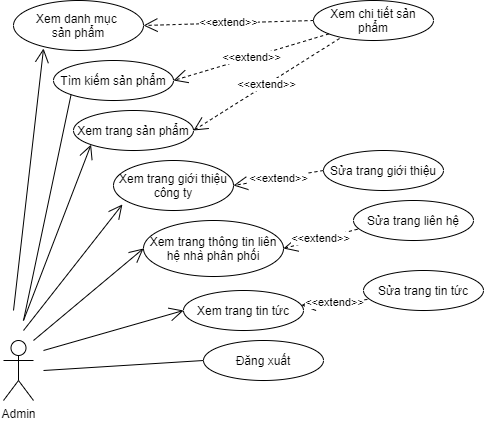 Xem danh mục
sản phẩm
<<extend>>
Xem chi tiết sản
phẩm
<<extend>>
Tìm kiếm sản phẩm
<<extend>>
Xem trang sản phẩm
Xem trang giới thiệu
công ty
<<extend>>
Sửa trang giới thiệu
Xem trang thông tin liên
hệ nhà phân phối
<<extend>>
Sửa trang liên hệ
Xem trang tin tức
<<extend>>
Sửa trang tin tức
Đăng xuất
Admin